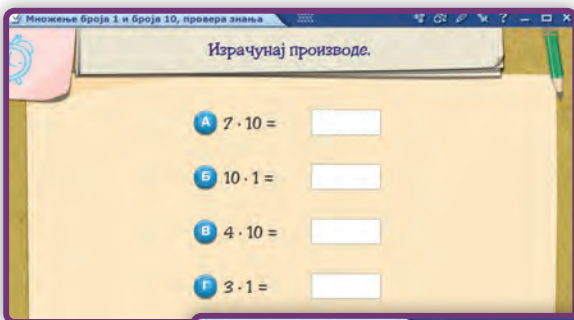 Множење броја 1 и броја 10, провера знања
Израчунај производе.
А 7 · 10 =
Б 10 · 1 =
В 4 · 10 =
Г 3 · 1 =